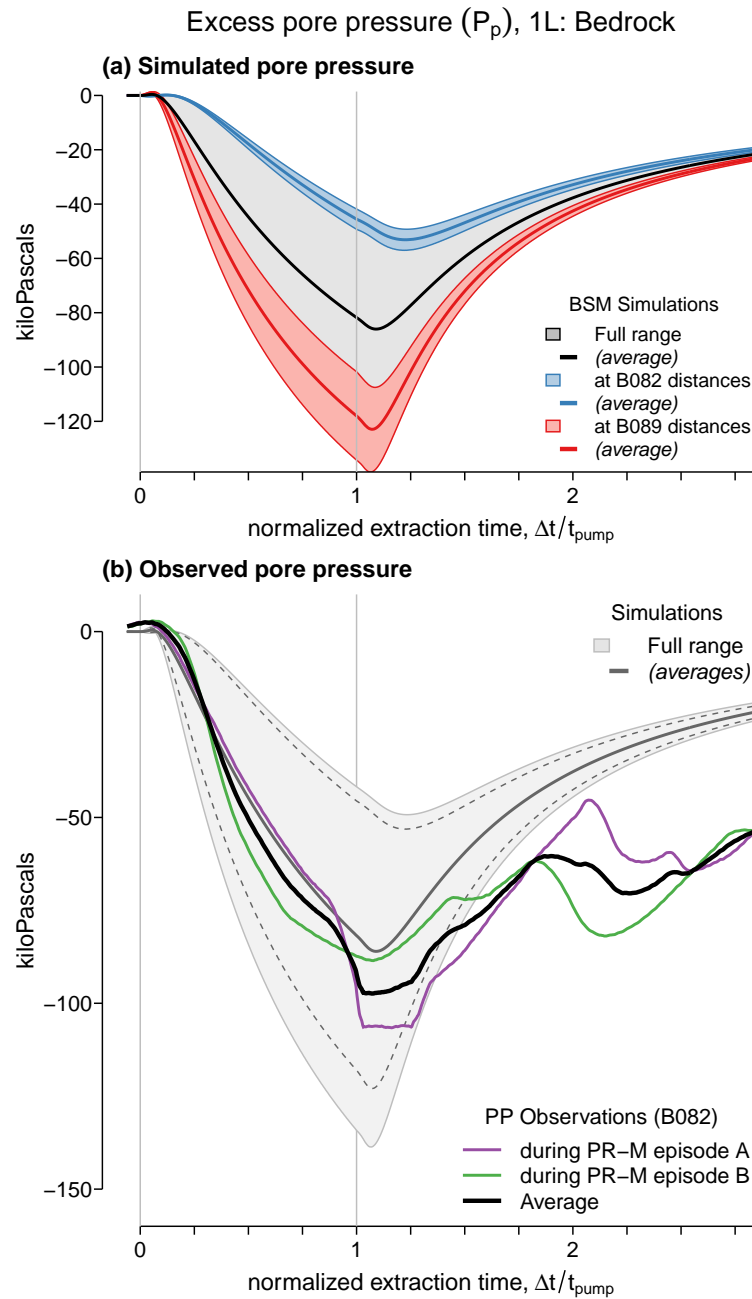 Excess pore pressure (Pp), 1L: Bedrock
(a) Simulated pore pressure
0
−20
−40
−60
−80
−100
−120
kiloPascals
BSM Simulations
Full range
(average)
at B082 distances
(average)
at B089 distances
(average)
0
1
2
normalized extraction time, Δt/tpump
(b) Observed pore pressure
0
−50
−100
−150
kiloPascals
Simulations
Full range
(averages)
PP Observations (B082)
during PR−M episode A
during PR−M episode B
Average
0
1
2
normalized extraction time, Δt/tpump